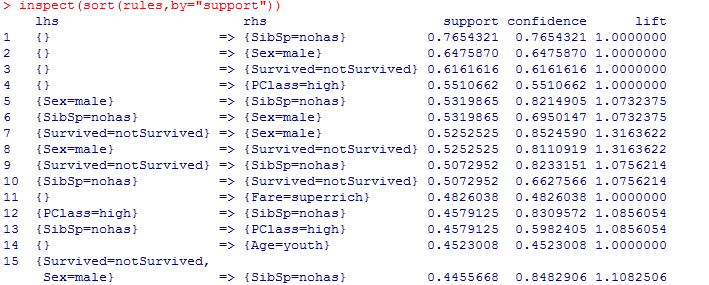 > inspect(sort(rules,by="support"))
   lhs                        rhs                      support confidence      lift
1  {}                      => {SibSp=nohas}          0.7654321  0.7654321 1.0000000
2  {}                      => {Sex=male}             0.6475870  0.6475870 1.0000000
3  {}                      => {Survived=notSurvived} 0.6161616  0.6161616 1.0000000
4  {}                      => {PClass=high}          0.5510662  0.5510662 1.0000000
5  {Sex=male}              => {SibSp=nohas}          0.5319865  0.8214905 1.0732375
6  {SibSp=nohas}           => {Sex=male}             0.5319865  0.6950147 1.0732375
7  {Survived=notSurvived}  => {Sex=male}             0.5252525  0.8524590 1.3163622
8  {Sex=male}              => {Survived=notSurvived} 0.5252525  0.8110919 1.3163622
9  {Survived=notSurvived}  => {SibSp=nohas}          0.5072952  0.8233151 1.0756214
10 {SibSp=nohas}           => {Survived=notSurvived} 0.5072952  0.6627566 1.0756214
11 {}                      => {Fare=superrich}       0.4826038  0.4826038 1.0000000
12 {PClass=high}           => {SibSp=nohas}          0.4579125  0.8309572 1.0856054
13 {SibSp=nohas}           => {PClass=high}          0.4579125  0.5982405 1.0856054
14 {}                      => {Age=youth}            0.4523008  0.4523008 1.0000000
15 {Survived=notSurvived,
    Sex=male}              => {SibSp=nohas}          0.4455668  0.8482906 1.1082506